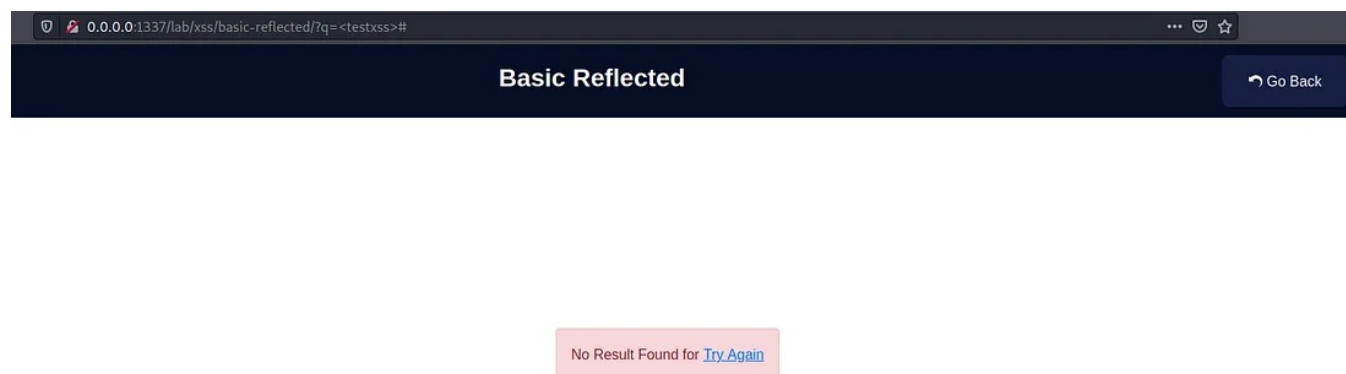 0.0.0.0:1337/lab/xss/basic-reflected/?q=<testxss>#
Basic Reflected
Go Back
No Result Found for Try Again